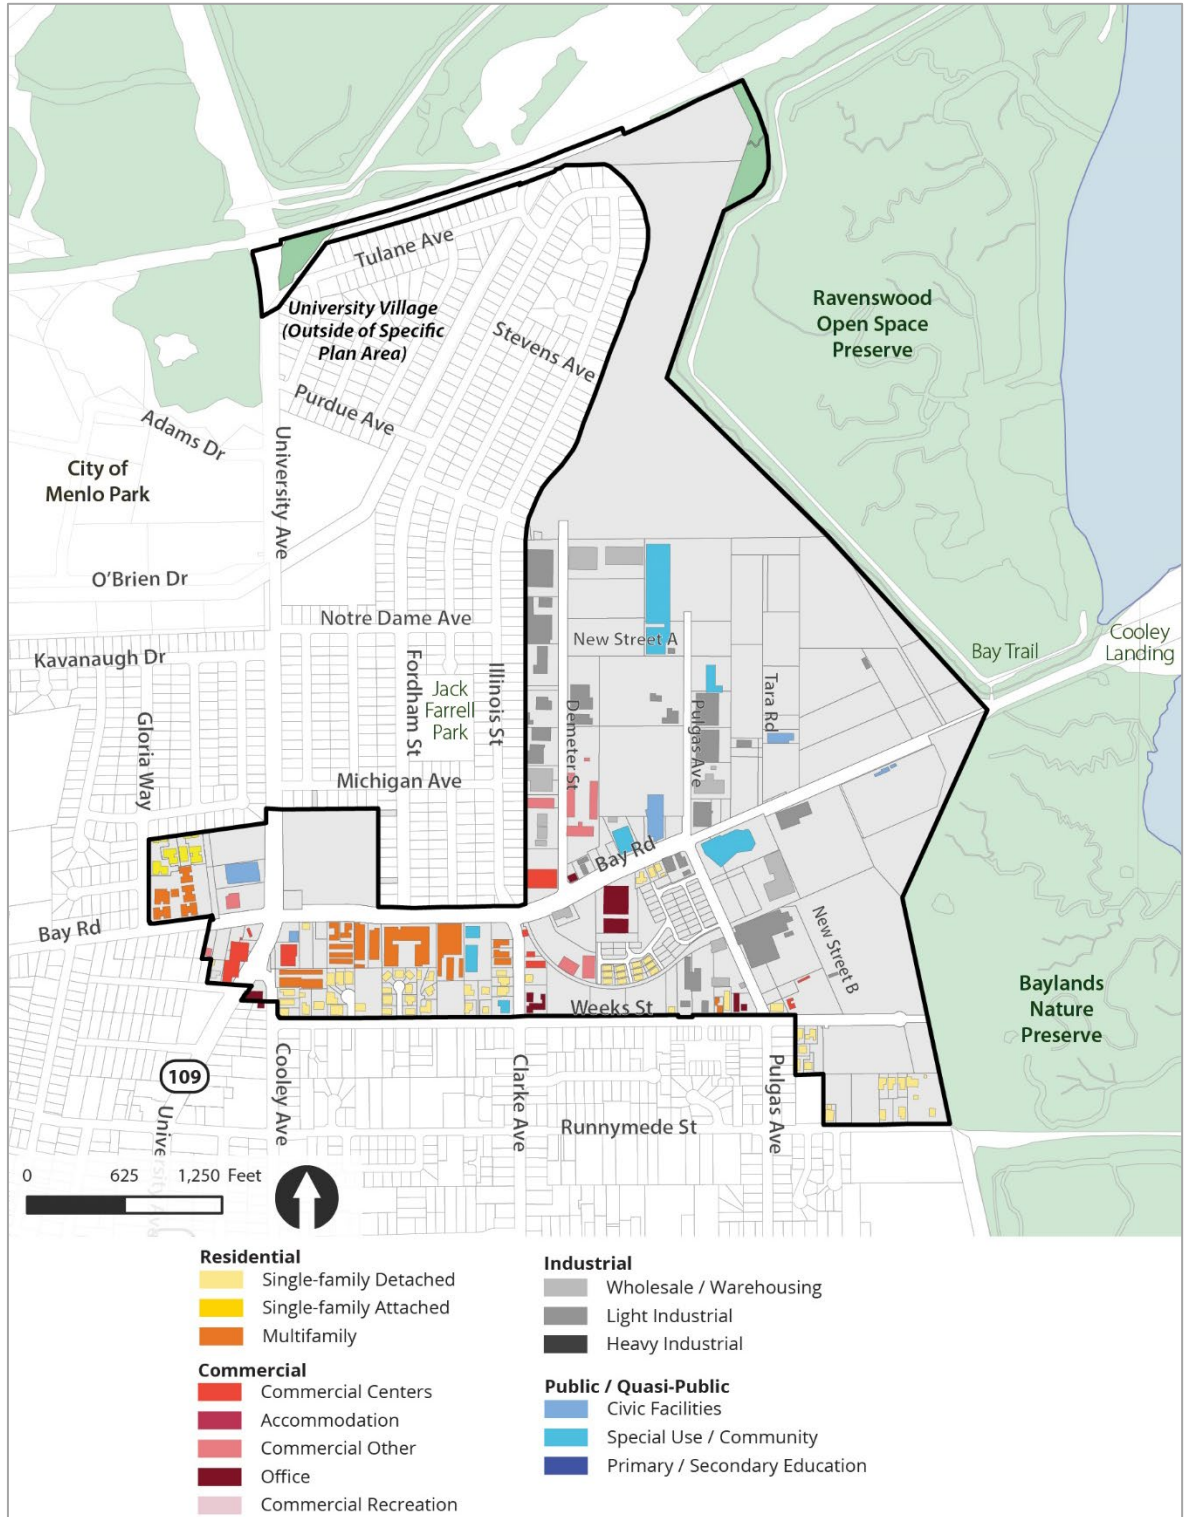 Tulane Ave
University Village
(Outside of Specific
Plan Area)
Stevens Ave
Purdue Ave
Ravenswood
Open Space
Preserve
Adams Dr
City of
Menlo Park
University Ave
O'Brien Dr
Notre Dame Ave
Kavanaugh Dr
New Street A
Bay Trail
Cooley
Landing
Fordham St
Jack
Farrell
Park
Illinois St
Demeter St
Pulgas Ave
Tara Rd
Gloria Way
Michigan Ave
Bay Rd
Bay Rd
New Street B
Weeks St
Baylands
Nature
Preserve
109
University Av
Cooley Ave
Clarke Ave
Pulgas Ave
Runnymede St
0 625 1,250 Feet
Residential
Single-family Detached
Single-family Attached
Multifamily
Commercial
Commercial Centers
Accommodation
Commercial Other
Office
Commercial Recreation
Industrial
Wholesale / Warehousing
Light Industrial
Heavy Industrial
Public / Quasi-Public
Civic Facilities
Special Use / Community
Primary / Secondary Education